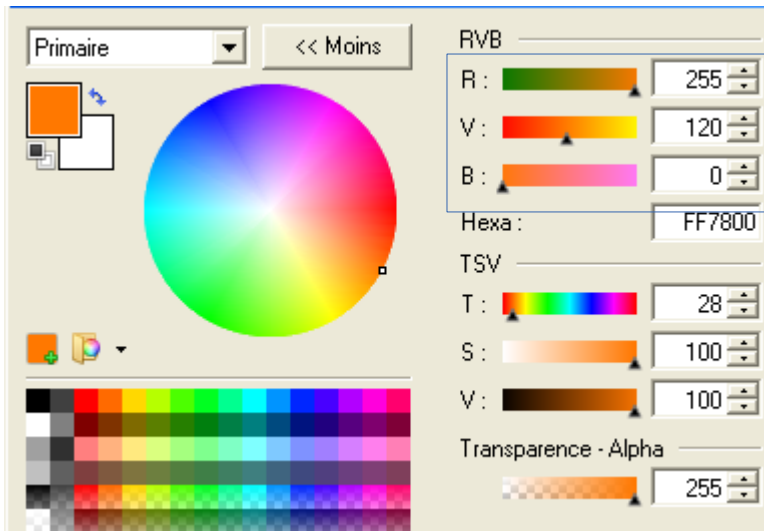 Primaire
<< Moins
RVB
R : 255
V : 120
B : 0
Hexa : FF7800
TSV
T : 28
S : 100
V : 100
Transparence - Alpha
255